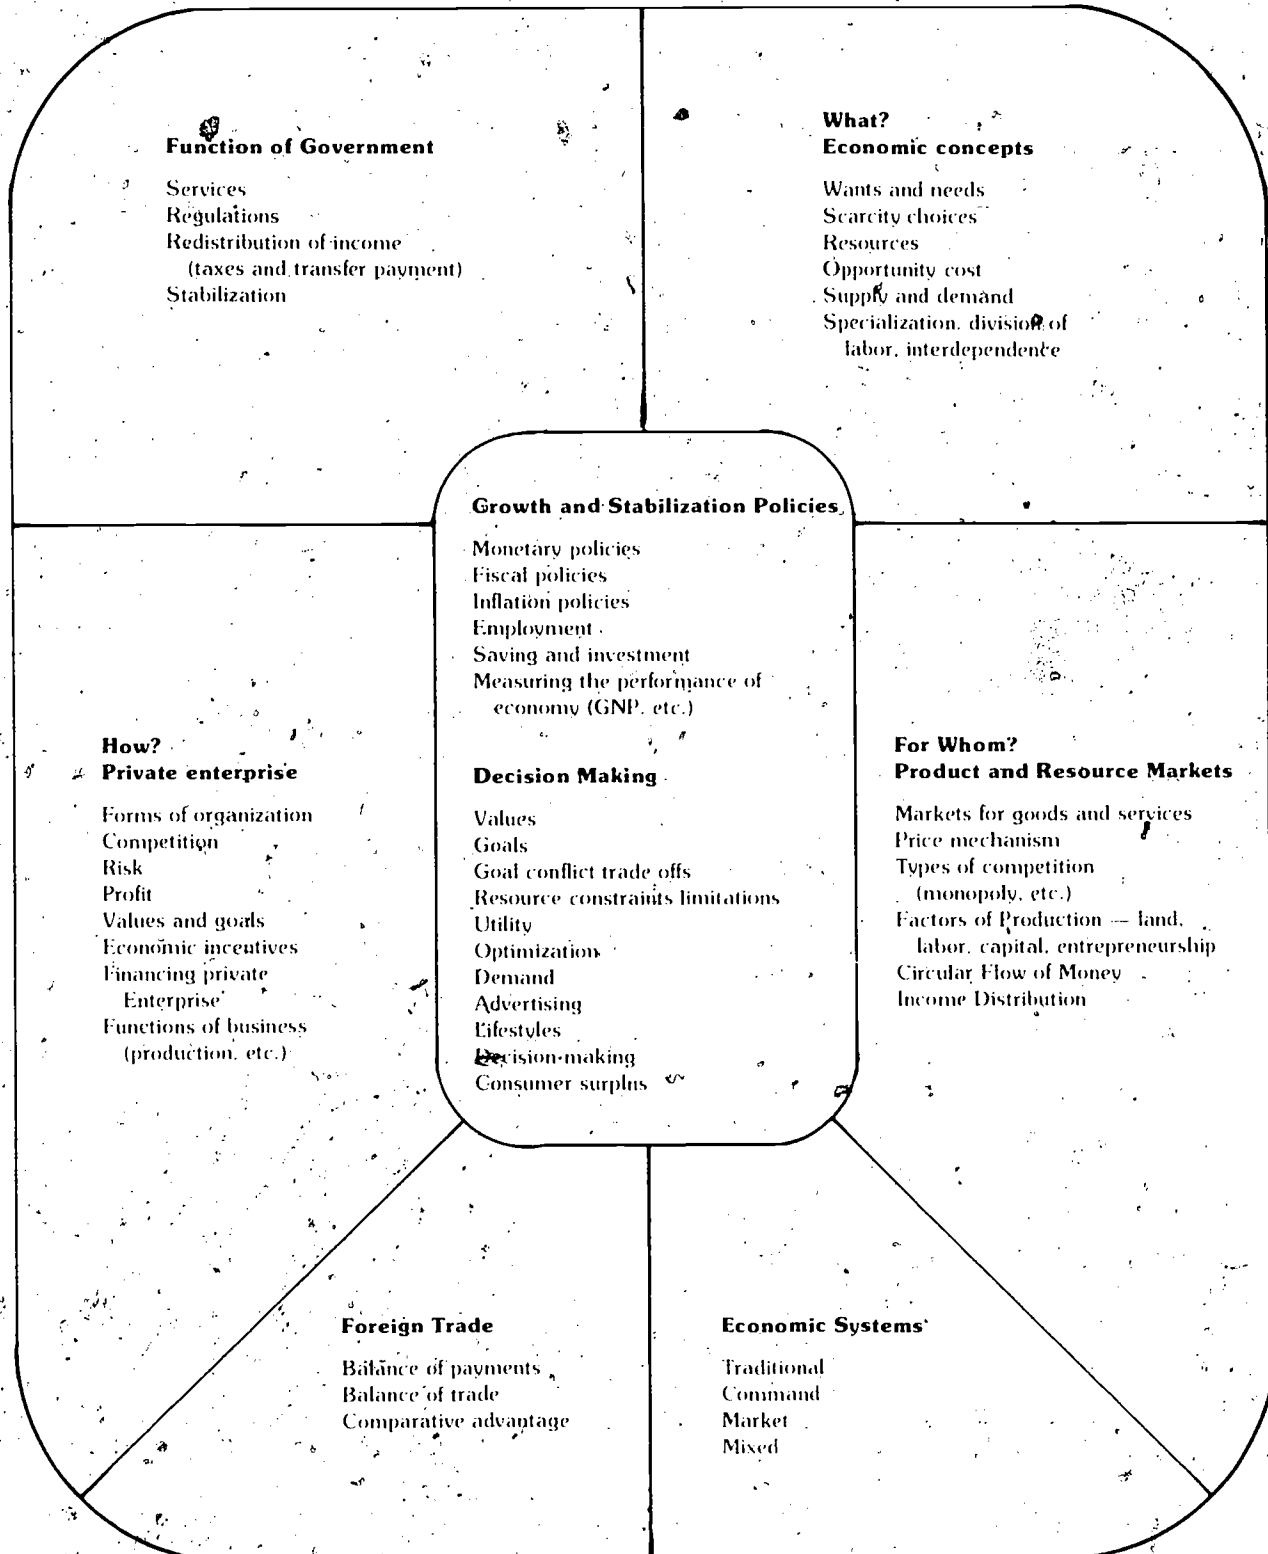 Function of Government
Services
Regulations
Redistribution of income
(taxes and transfer payment)
Stabilization
What?
Economic concepts
Wants and needs
Scarcity choices
Resources
Opportunity cost
Supply and demand
Specialization, division of
labor, interdependence
Growth and Stabilization Policies
Monetary policies
Fiscal policies
Inflation policies
Employment
Saving and investment
Measuring the performance of
economy (GNP, etc.)
Decision Making
Values
Goals
Goal conflict trade offs
Resource constraints limitations
Utility
Optimization
Demand
Advertising
Lifestyles
Decision-making
Consumer surplus
How?
Private enterprise
Forms of organization
Competition
Risk
Profit
Values and goals
Economic incentives
Financing private
Enterprise
Functions of business
(production, etc.)
For Whom?
Product and Resource Markets
Markets for goods and services
Price mechanism
Types of competition
(monopoly, etc.)
Factors of Production — land,
labor, capital, entrepreneurship
Circular Flow of Money
Income Distribution
Foreign Trade
Balance of payments
Balance of trade
Comparative advantage
Economic Systems
Traditional
Command
Market
Mixed